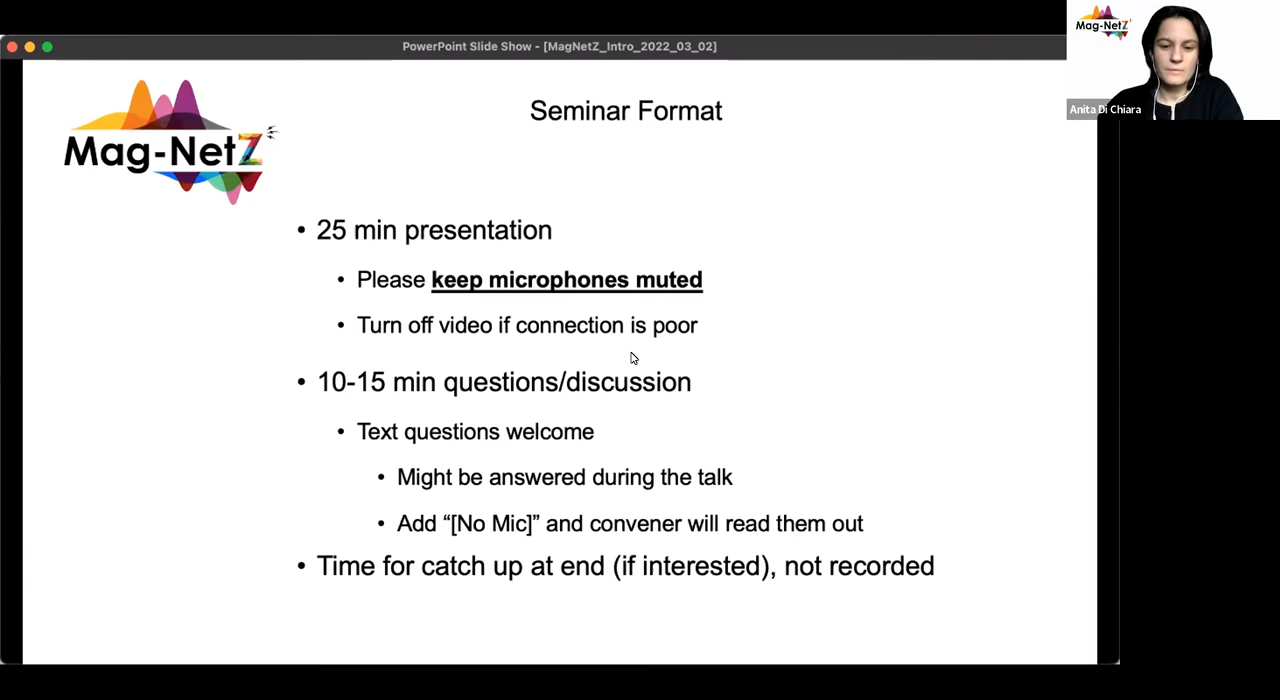 PowerPoint Slide Show - [MagNetZ_Intro_2022_03_02]
Mag-NetZ
Anita Di Chiara
Mag-NetZ
Seminar Format
• 25 min presentation
• Please keep microphones muted
• Turn off video if connection is poor
• 10-15 min questions/discussion
• Text questions welcome
• Might be answered during the talk
• Add “[No Mic]” and convener will read them out
• Time for catch up at end (if interested), not recorded